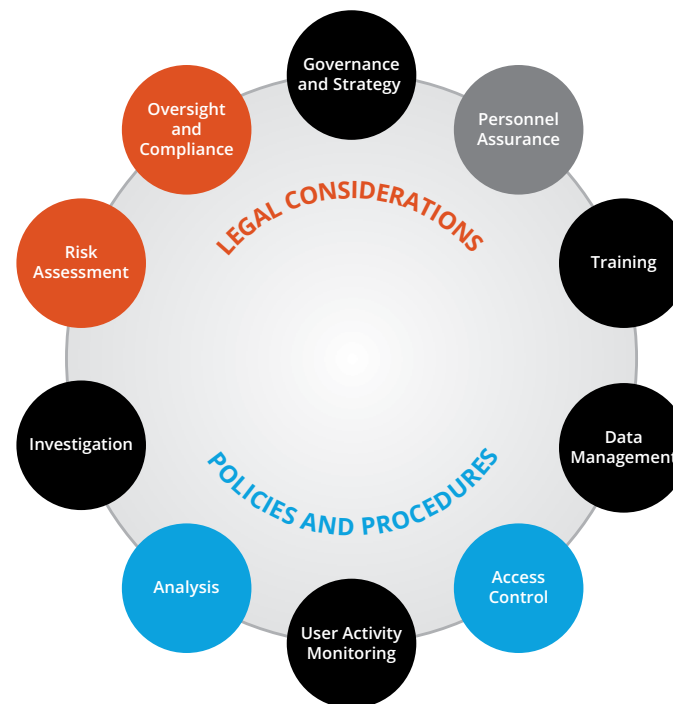 Governance
and Strategy
Personnel
Assurance
Training
Data
Management
Access
Control
User Activity
Monitoring
Analysis
Investigation
Risk
Assessment
Oversight
and
Compliance
LEGAL CONSIDERATIONS
POLICIES AND PROCEDURES